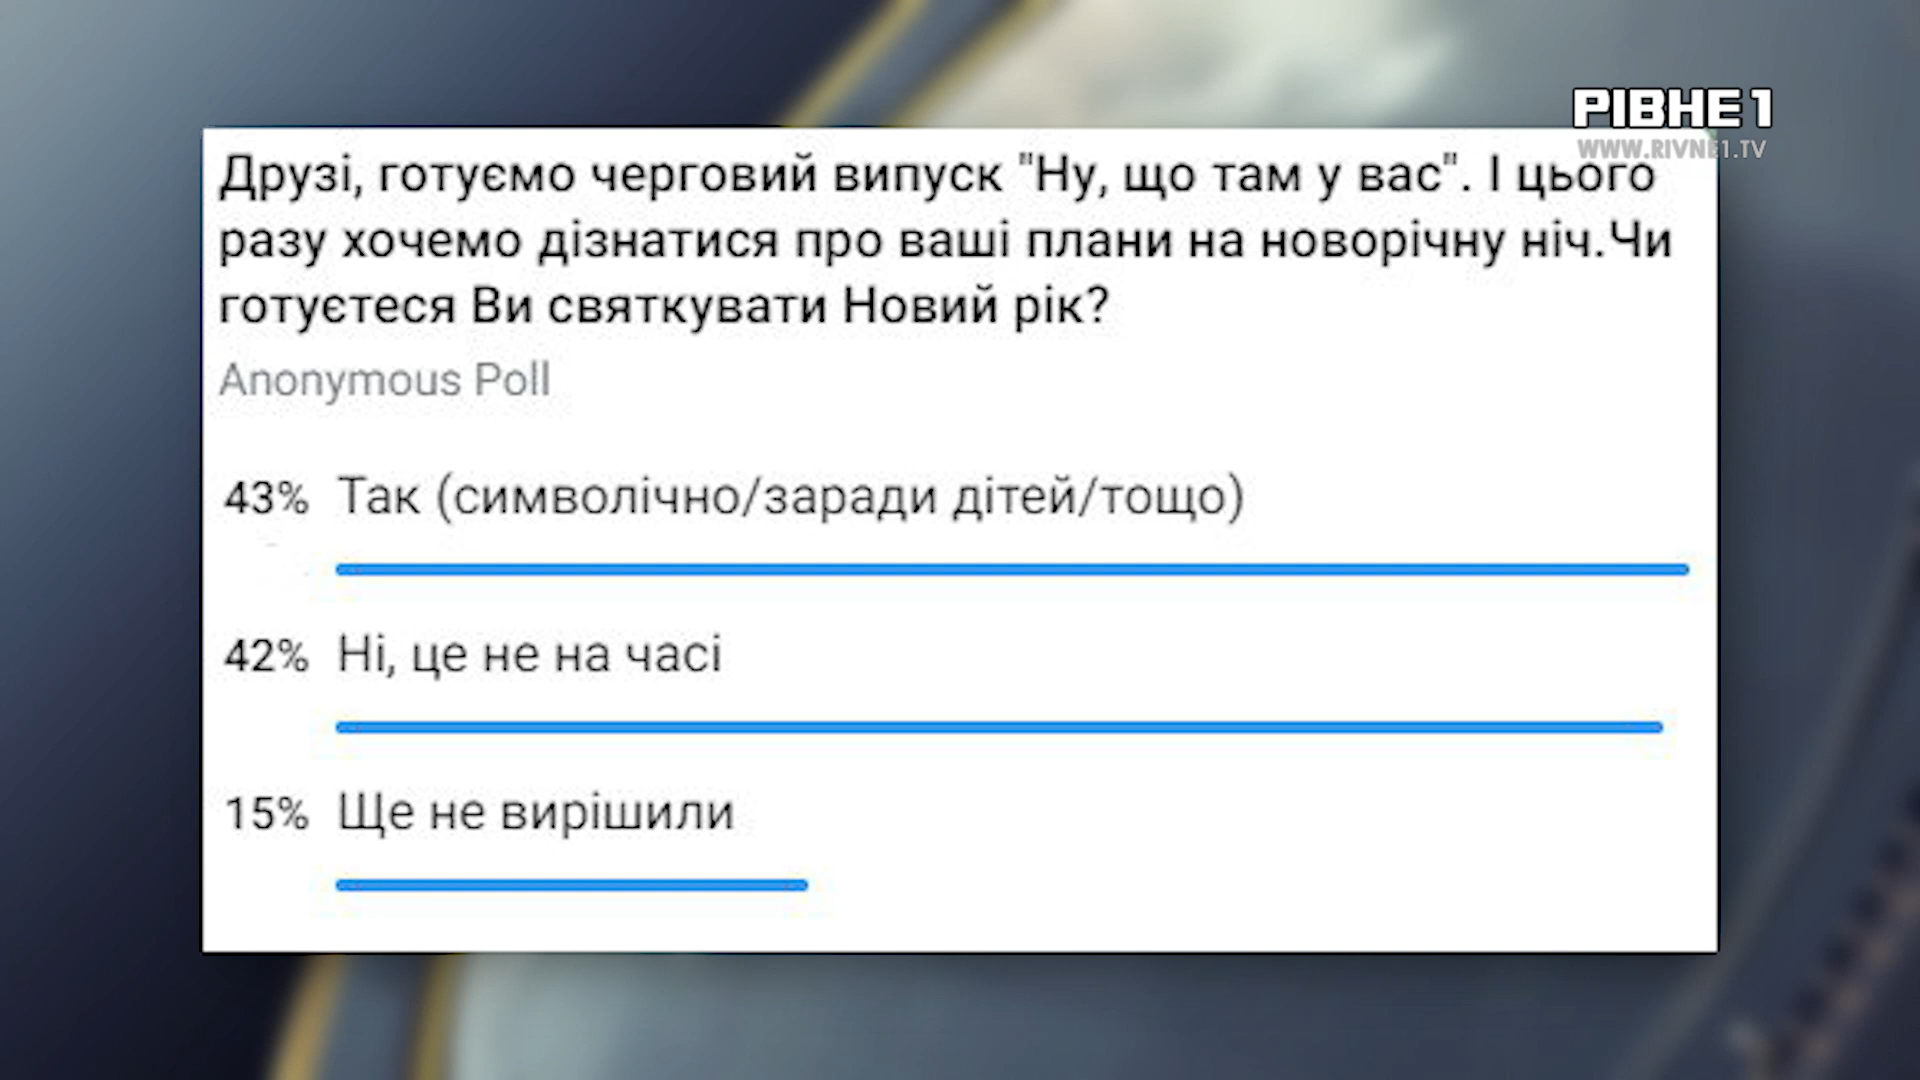 РІВНЕ 1
WWW.RIVNE1.TV
Друзі, готуємо черговий випуск "Ну, що там у вас". І цього
разу хочемо дізнатися про ваші плани на новорічну ніч.Чи
готуєтеся Ви святкувати Новий рік?
Anonymous Poll
43% Так (символічно/заради дітей/тощо)
42% Ні, це не на часі
15% Ще не вирішили